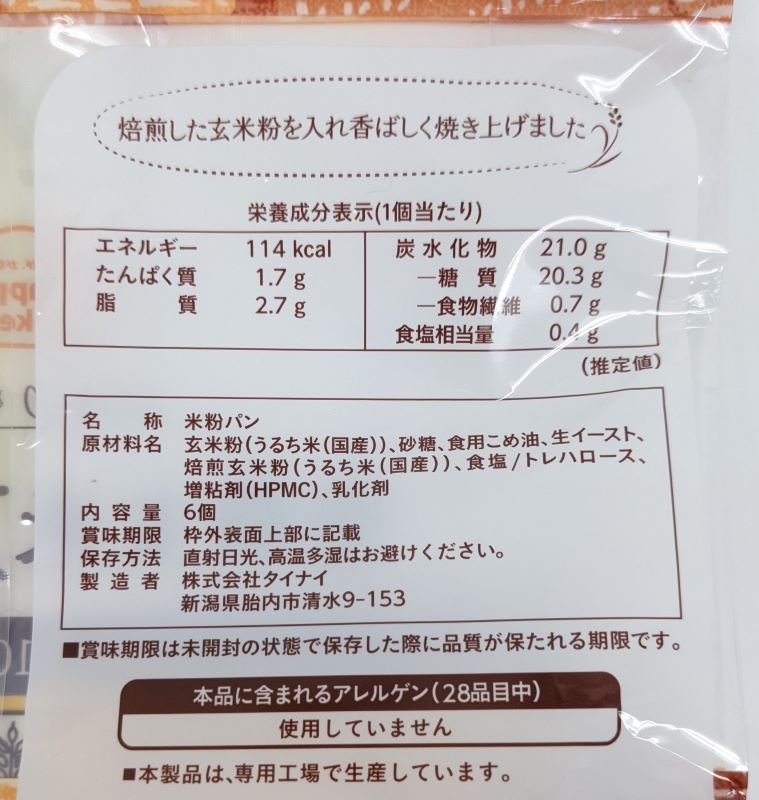 焙煎した玄米粉を入れ香ばしく焼き上げました
栄養成分表示(1個当たり)
エネルギー 114 kcal
たんぱく質 1.7 g
脂質 2.7 g
炭水化物 21.0 g
―糖質 20.3 g
―食物繊維 0.7 g
食塩相当量 0.4 g
(推定値)
名称 米粉パン
原材料名 玄米粉(うるち米(国産))、砂糖、食用こめ油、生イースト、
焙煎玄米粉(うるち米(国産))、食塩/トレハロース、
増粘剤(HPMC)、乳化剤
内容量 6個
賞味期限 枠外表面上部に記載
保存方法 直射日光、高温多湿はお避けください。
製造者 株式会社タイナイ
新潟県胎内市清水9-153
■賞味期限は未開封の状態で保存した際に品質が保たれる期限です。
本品に含まれるアレルゲン(28品目中)
使用していません
■本製品は、専用工場で生産しています。